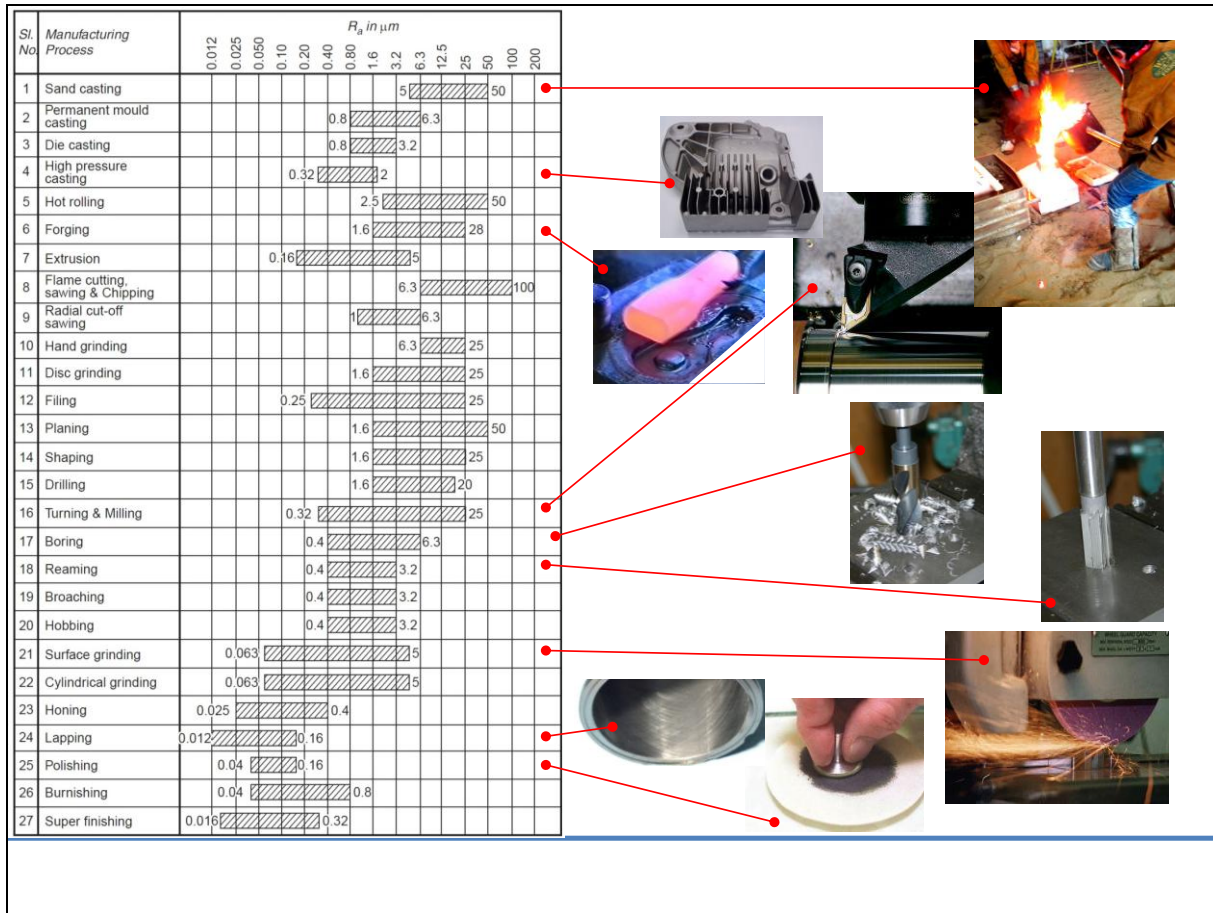 Sl. No. Manufacturing Process R_a in μm
0.012 0.025 0.050 0.10 0.20 0.40 0.80 1.6 3.2 6.3 12.5 25 50 100 200
1 Sand casting 5 50
2 Permanent mould casting 0.8 6.3
3 Die casting 0.8 3.2
4 High pressure casting 0.32 2
5 Hot rolling 2.5 50
6 Forging 1.6 28
7 Extrusion 0.16 5
8 Flame cutting, sawing & Chipping 6.3 100
9 Radial cut-off sawing 1 6.3
10 Hand grinding 6.3 25
11 Disc grinding 1.6 25
12 Filing 0.25 25
13 Planing 1.6 50
14 Shaping 1.6 25
15 Drilling 1.6 20
16 Turning & Milling 0.32 25
17 Boring 0.4 6.3
18 Reaming 0.4 3.2
19 Broaching 0.4 3.2
20 Hobbing 0.4 3.2
21 Surface grinding 0.063 5
22 Cylindrical grinding 0.063 5
23 Honing 0.025 0.4
24 Lapping 0.012 0.16
25 Polishing 0.04 0.16
26 Burnishing 0.04 0.8
27 Super finishing 0.016 0.32
WHEEL GUARD CAPACITY